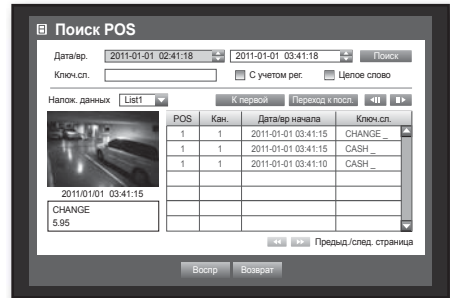 Поиск POS
Дата/вр. 2011-01-01 02:41:18 2011-01-01 03:41:18 Поиск
Ключ.сл. С учетом рег. Целое слово
Налож. данных List1 К первой Переход к посл.
POS Кан. Дата/вр начала Ключ.сл.
1 1 2011-01-01 03:41:15 CHANGE _
1 1 2011-01-01 03:41:15 CASH _
1 1 2011-01-01 03:41:10 CASH _
2011/01/01 03:41:15
CHANGE
5.95
Предыд./след. страница
Воспр Возврат